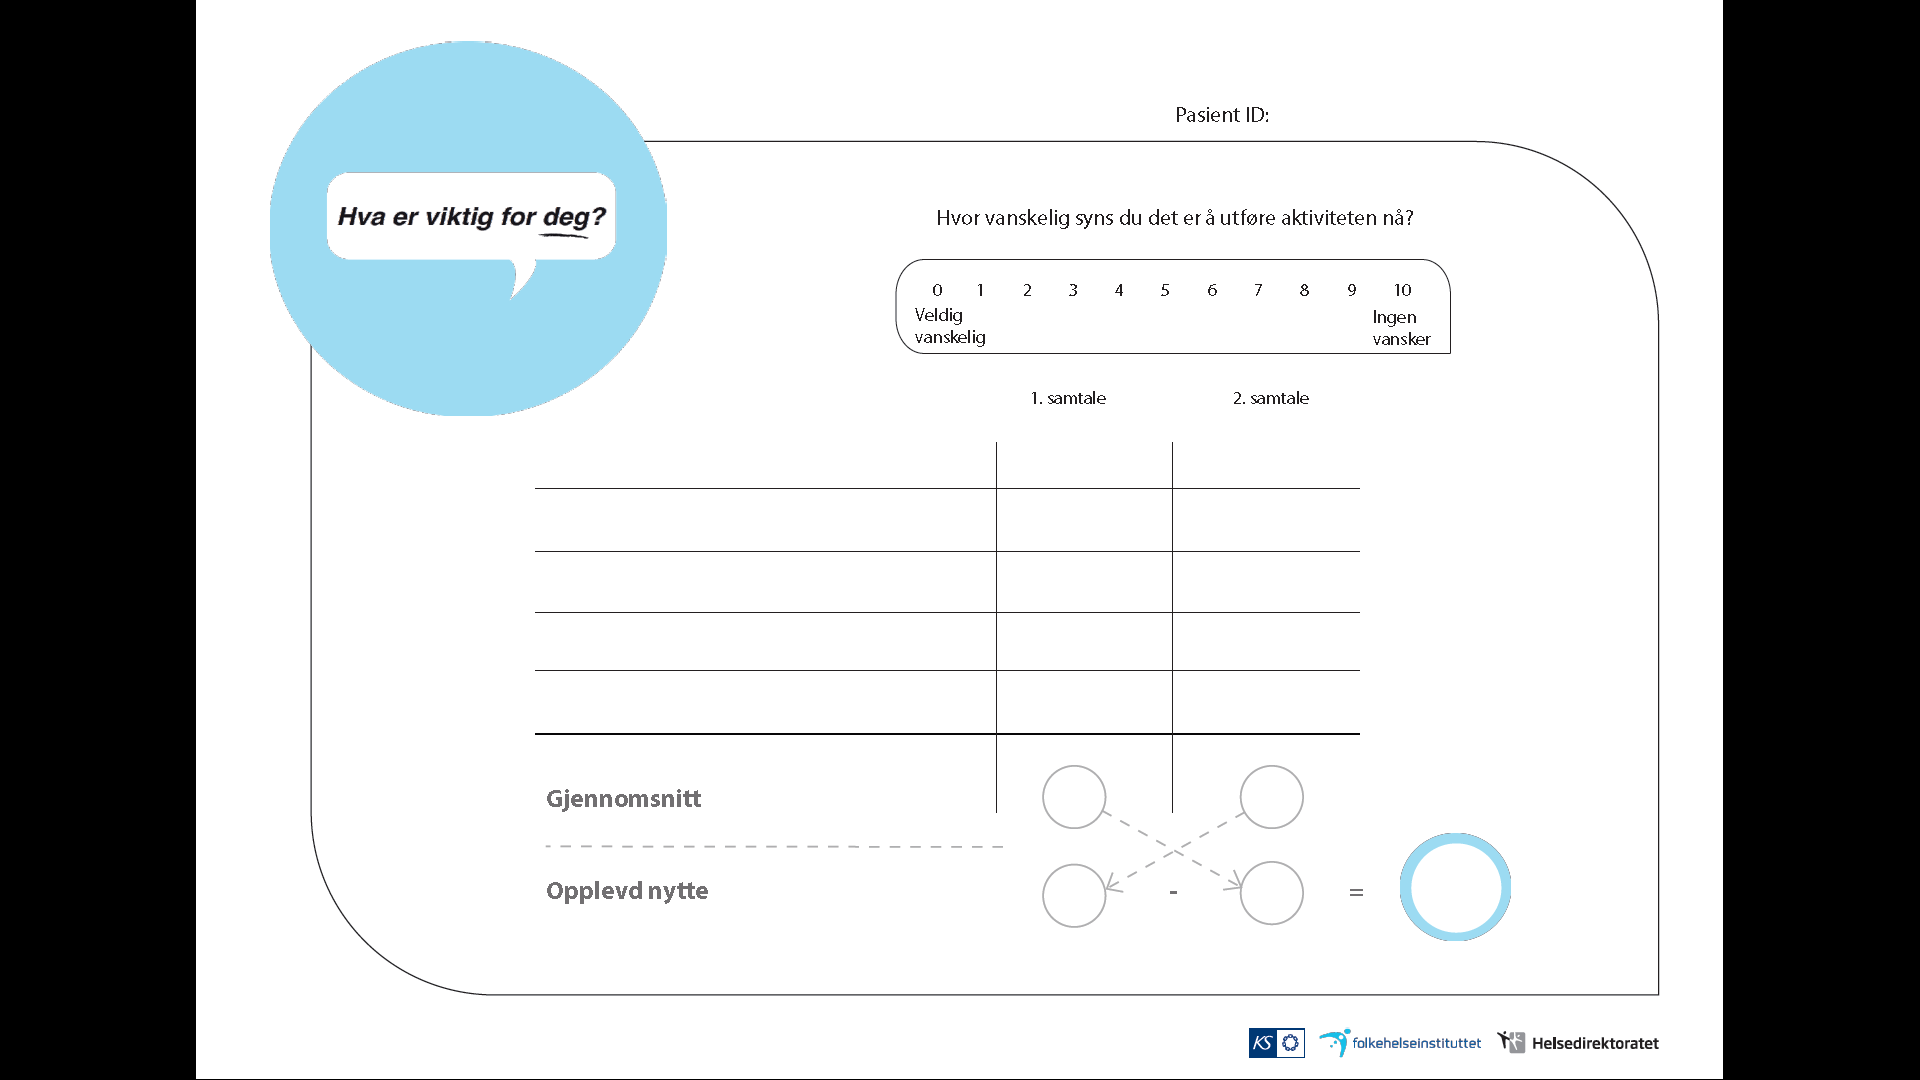 Pasient ID:
Hva er viktig for deg?
Hvor vanskelig syns du det er å utføre aktiviteten nå?
0 1 2 3 4 5 6 7 8 9 10
Veldig
vanskelig
Ingen
vansker
1. samtale 2. samtale
Gjennomsnitt
Opplevd nytte - =
KS folkehelseinstituttet Helsedirektoratet